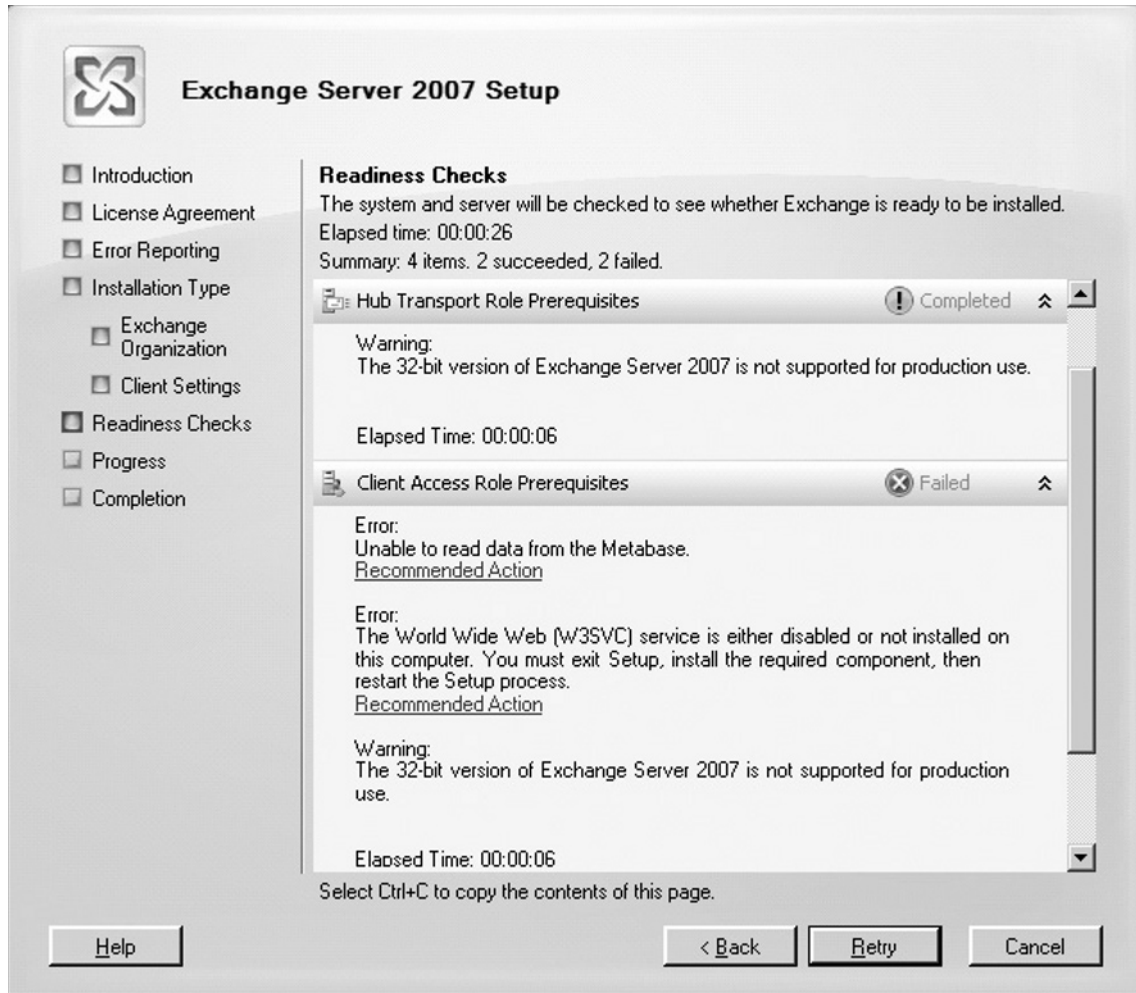 Exchange Server 2007 Setup
Introduction
License Agreement
Error Reporting
Installation Type
Exchange
Organization
Client Settings
Readiness Checks
Progress
Completion
Readiness Checks
The system and server will be checked to see whether Exchange is ready to be installed.
Elapsed time: 00:00:26
Summary: 4 items. 2 succeeded, 2 failed.
Hub Transport Role Prerequisites Completed
Warning:
The 32-bit version of Exchange Server 2007 is not supported for production use.
Elapsed Time: 00:00:06
Client Access Role Prerequisites Failed
Error:
Unable to read data from the Metabase.
Recommended Action
Error:
The World Wide Web (W3SVC) service is either disabled or not installed on
this computer. You must exit Setup, install the required component, then
restart the Setup process.
Recommended Action
Warning:
The 32-bit version of Exchange Server 2007 is not supported for production
use.
Elapsed Time: 00:00:06
Select Ctrl+C to copy the contents of this page.
Help < Back Retry Cancel